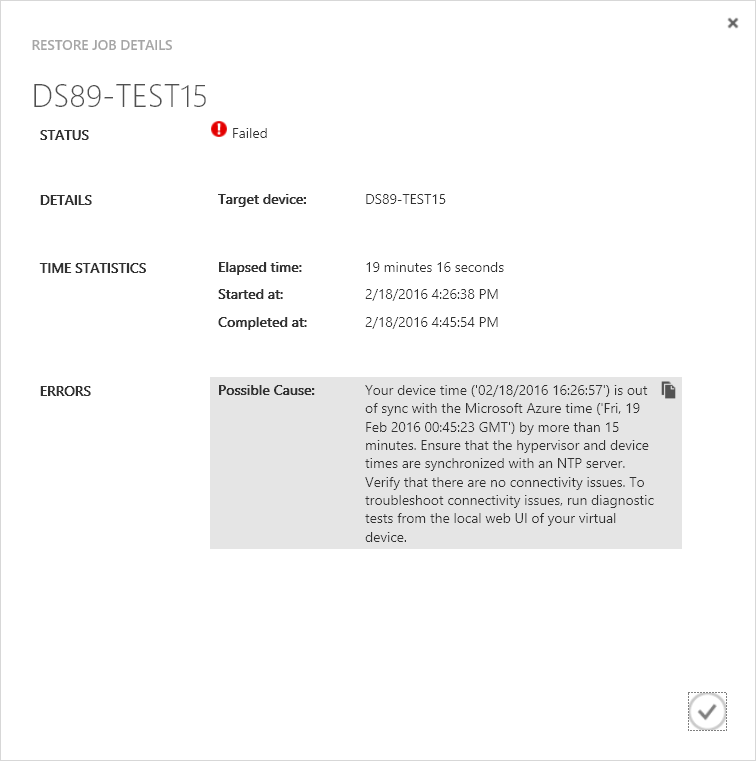 RESTORE JOB DETAILS
DS89-TEST15
STATUS Failed
DETAILS Target device: DS89-TEST15
TIME STATISTICS Elapsed time: 19 minutes 16 seconds
Started at: 2/18/2016 4:26:38 PM
Completed at: 2/18/2016 4:45:54 PM
ERRORS Possible Cause: Your device time ('02/18/2016 16:26:57') is out
of sync with the Microsoft Azure time ('Fri, 19
Feb 2016 00:45:23 GMT') by more than 15
minutes. Ensure that the hypervisor and device
times are synchronized with an NTP server.
Verify that there are no connectivity issues. To
troubleshoot connectivity issues, run diagnostic
tests from the local web UI of your virtual
device.